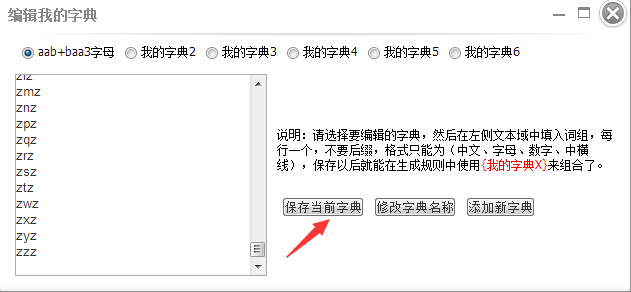 编辑我的字典
aab+baa3字母 我的字典2 我的字典3 我的字典4 我的字典5 我的字典6
zmz
znz
zpz
zqz
zrz
zsz
ztz
zwz
zxz
zyz
zzz
说明：请选择要编辑的字典，然后在左侧文本域中填入词组，每
行一个，不要后缀，格式只能为（中文、字母、数字、中横
线），保存以后就能在生成规则中使用{我的字典X}来组合了。
保存当前字典 修改字典名称 添加新字典